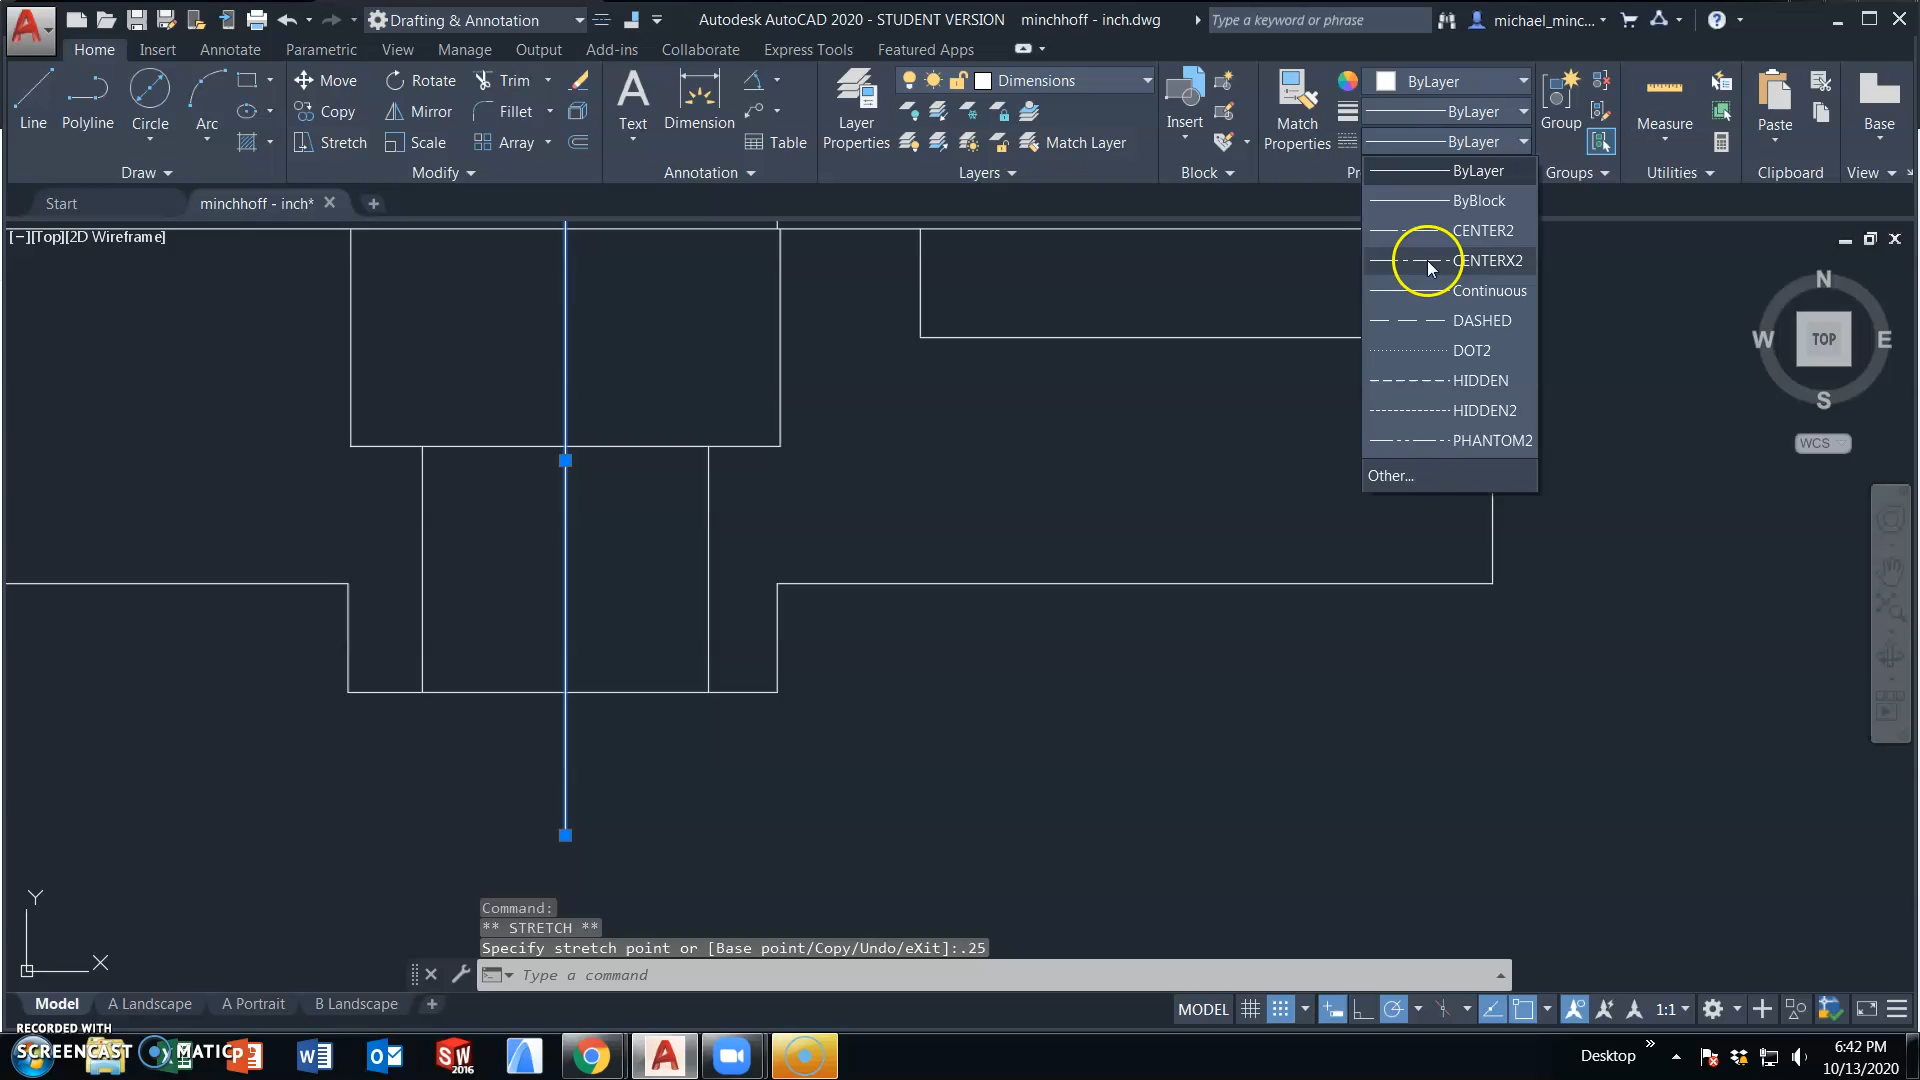 Drafting & Annotation
Autodesk AutoCAD 2020 - STUDENT VERSION minchhoff - inch.dwg
Type a keyword or phrase
michael_minc...
Home Insert Annotate Parametric View Manage Output Add-ins Collaborate Express Tools Featured Apps
Line
Polyline
Circle
Arc
Draw
Move Rotate Trim
Copy Mirror Fillet
Stretch Scale Array
Modify
Text
Dimension
Table
Annotation
Layer Properties
Dimensions
Match Layer
Layers
Insert
Block
Match Properties
ByLayer
ByLayer
ByLayer
Group
Groups
Measure
Utilities
Paste
Clipboard
Base
View
Start
minchhoff - inch*
[−][Top][2D Wireframe]
ByLayer
ByBlock
CENTER2
CENTERX2
Continuous
DASHED
DOT2
HIDDEN
HIDDEN2
PHANTOM2
Other...
N
W TOP E
S
WCS
Y
X
Command:
** STRETCH **
Specify stretch point or [Base point/Copy/Undo/eXit]:.25
Type a command
Model A Landscape A Portrait B Landscape
MODEL
1:1
RECORDED WITH
SCREENCAST MATIC
SW
2016
Desktop
6:42 PM
10/13/2020